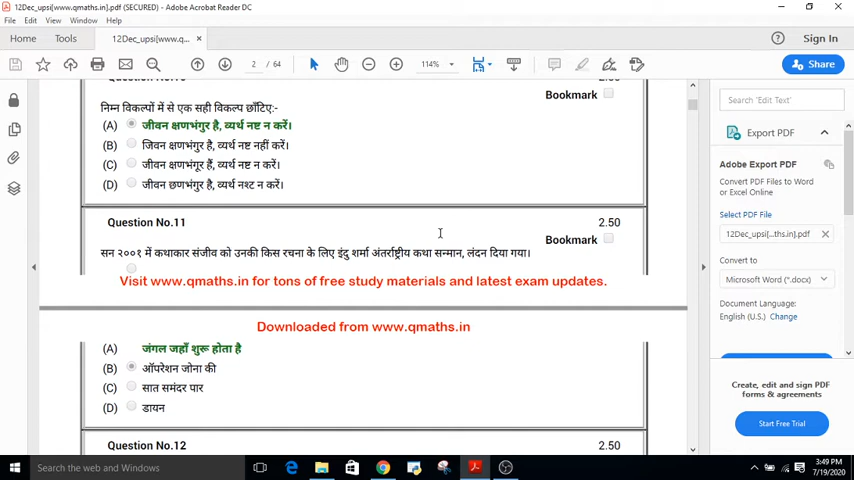 12Dec_upsi[www.qmaths.in].pdf (SECURED) - Adobe Acrobat Reader DC
File Edit View Window Help
Home Tools 12Dec_upsi[www.q... × Sign In
2 / 64 114% Share
2.50
Bookmark
निम्न विकल्पों में से एक सही विकल्प छाँटिए:-
(A) जीवन क्षणभंगुर है, व्यर्थ नष्ट न करें।
(B) जिवन क्षणभंगुर है, व्यर्थ नष्ट नहीं करें।
(C) जीवन क्षणभंगूर हैं, व्यर्थ नष्ट न करें।
(D) जीवन छणभंगुर है, व्यर्थ नश्ट न करें।
Question No.11 2.50
Bookmark
सन २००१ में कथाकार संजीव को उनकी किस रचना के लिए इंदु शर्मा अंतर्राष्ट्रीय कथा सम्मान, लंदन दिया गया।
Visit www.qmaths.in for tons of free study materials and latest exam updates.
Downloaded from www.qmaths.in
(A) जंगल जहाँ शुरू होता है
(B) ऑपरेशन जोना की
(C) सात समंदर पार
(D) डायन
Question No.12 2.50
Search 'Edit Text'
Export PDF
Adobe Export PDF
Convert PDF Files to Word
or Excel Online
Select PDF File
12Dec_upsi[...ths.in].pdf ×
Convert to
Microsoft Word (*.docx)
Document Language:
English (U.S.) Change
Create, edit and sign PDF
forms & agreements
Start Free Trial
Search the web and Windows
3:49 PM
7/19/2020